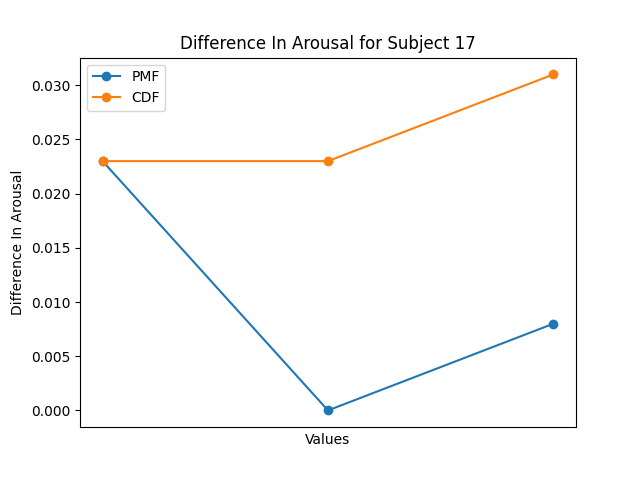 Difference In Arousal for Subject 17
PMF
CDF
0.030
0.025
0.020
0.015
0.010
0.005
0.000
Difference In Arousal
Values